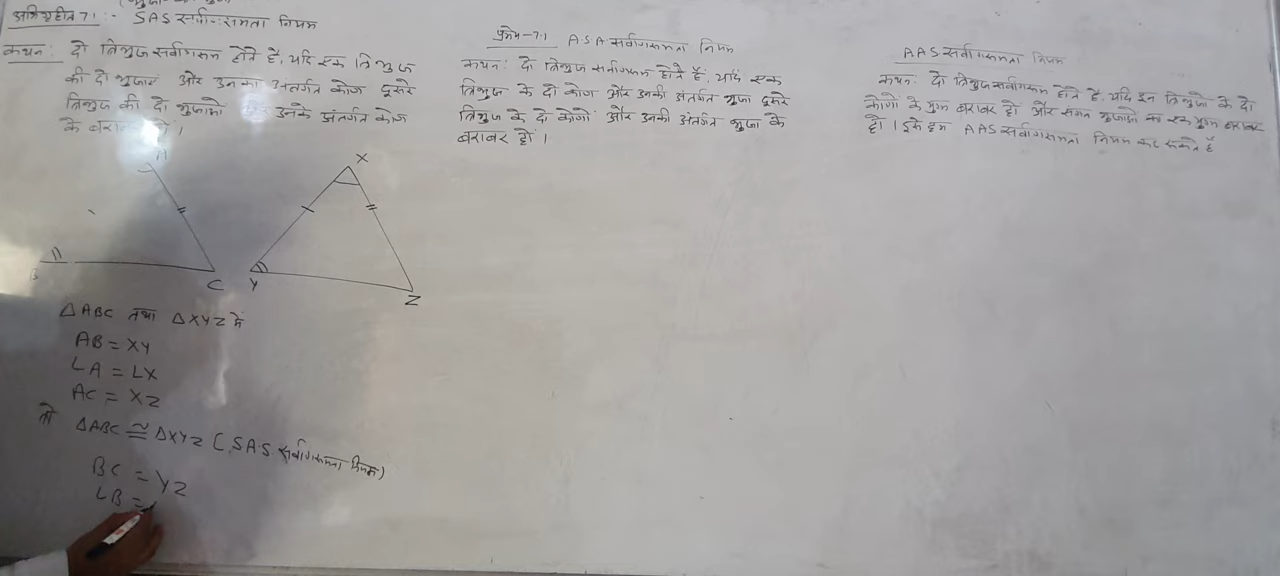 अभिगृहीत 7.1 :- SAS सर्वांगसमता नियम
कथन: दो त्रिभुज सर्वांगसम होते हैं, यदि एक त्रिभुज
की दो भुजाएं और उनका अंतर्गत कोण दूसरे
त्रिभुज की दो भुजाओं उनके अंतर्गत कोण
के बराबर हों।
A
B
C
X
Y
Z
△ABC तथा △XYZ में
AB = XY
∠A = ∠X
AC = XZ
तो △ABC ≅ △XYZ (SAS सर्वांगसमता नियम)
BC = YZ
∠B =
प्रमेय-7.1 ASA सर्वांगसमता नियम
कथन: दो त्रिभुज सर्वांगसम होते हैं, यदि एक
त्रिभुज के दो कोण और उनकी अंतर्गत भुजा दूसरे
त्रिभुज के दो कोणों और उनकी अंतर्गत भुजा के
बराबर हों।
AAS सर्वांगसमता नियम
कथन: दो त्रिभुज सर्वांगसम होते हैं, यदि इन त्रिभुजों के दो
कोणों के युग्म बराबर हों और संगत भुजाओं का एक युग्म बराबर
हो। इसे हम AAS सर्वांगसमता नियम कह सकते हैं